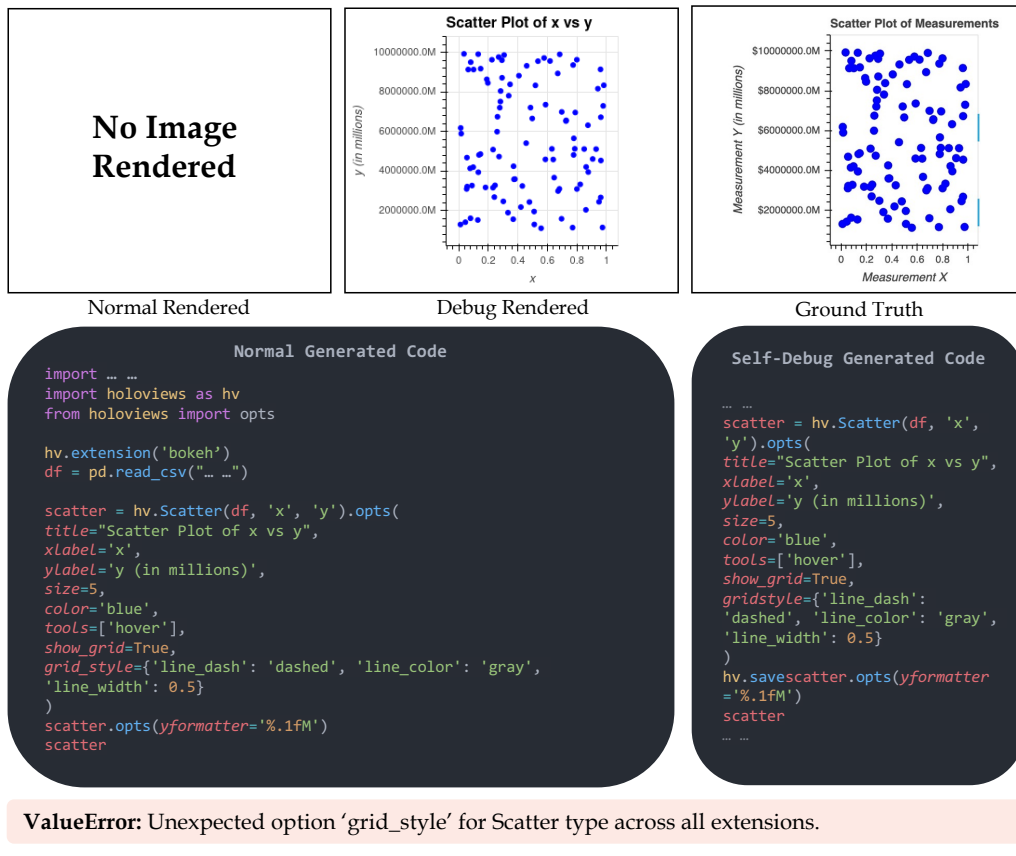 No Image
Rendered
Scatter Plot of x vs y
10000000.0M
8000000.0M
6000000.0M
4000000.0M
2000000.0M
y (in millions)
0 0.2 0.4 0.6 0.8 1
x
Scatter Plot of Measurements
$10000000.0M
$8000000.0M
$6000000.0M
$4000000.0M
$2000000.0M
Measurement Y (in millions)
0 0.2 0.4 0.6 0.8 1
Measurement X
Normal Rendered
Debug Rendered
Ground Truth
Normal Generated Code
import … …
import holoviews as hv
from holoviews import opts
hv.extension('bokeh’)
df = pd.read_csv("… …")
scatter = hv.Scatter(df, 'x', 'y').opts(
title="Scatter Plot of x vs y",
xlabel='x',
ylabel='y (in millions)',
size=5,
color='blue',
tools=['hover'],
show_grid=True,
grid_style={'line_dash': 'dashed', 'line_color': 'gray',
'line_width': 0.5}
)
scatter.opts(yformatter='%.1fM')
scatter
Self-Debug Generated Code
… …
scatter = hv.Scatter(df, 'x',
'y').opts(
title="Scatter Plot of x vs y",
xlabel='x',
ylabel='y (in millions)',
size=5,
color='blue',
tools=['hover'],
show_grid=True,
gridstyle={'line_dash':
'dashed', 'line_color': 'gray',
'line_width': 0.5}
)
hv.savescatter.opts(yformatter
='%.1fM')
scatter
… …
ValueError: Unexpected option ‘grid_style’ for Scatter type across all extensions.